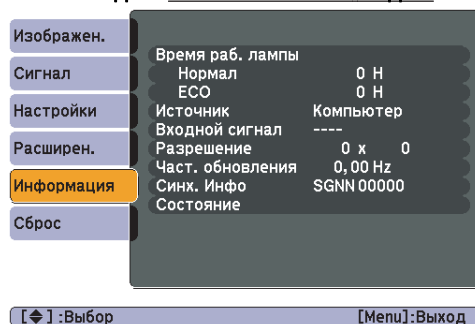 Изображен.
Сигнал
Настройки
Расширен.
Информация
Сброс
Время раб. лампы
Нормал 0 H
ECO 0 H
Источник Компьютер
Входной сигнал ----
Разрешение 0 x 0
Част. обновления 0, 00 Hz
Синх. Инфо SGNN 00000
Состояние
[ ] :Выбор [Menu]:Выход